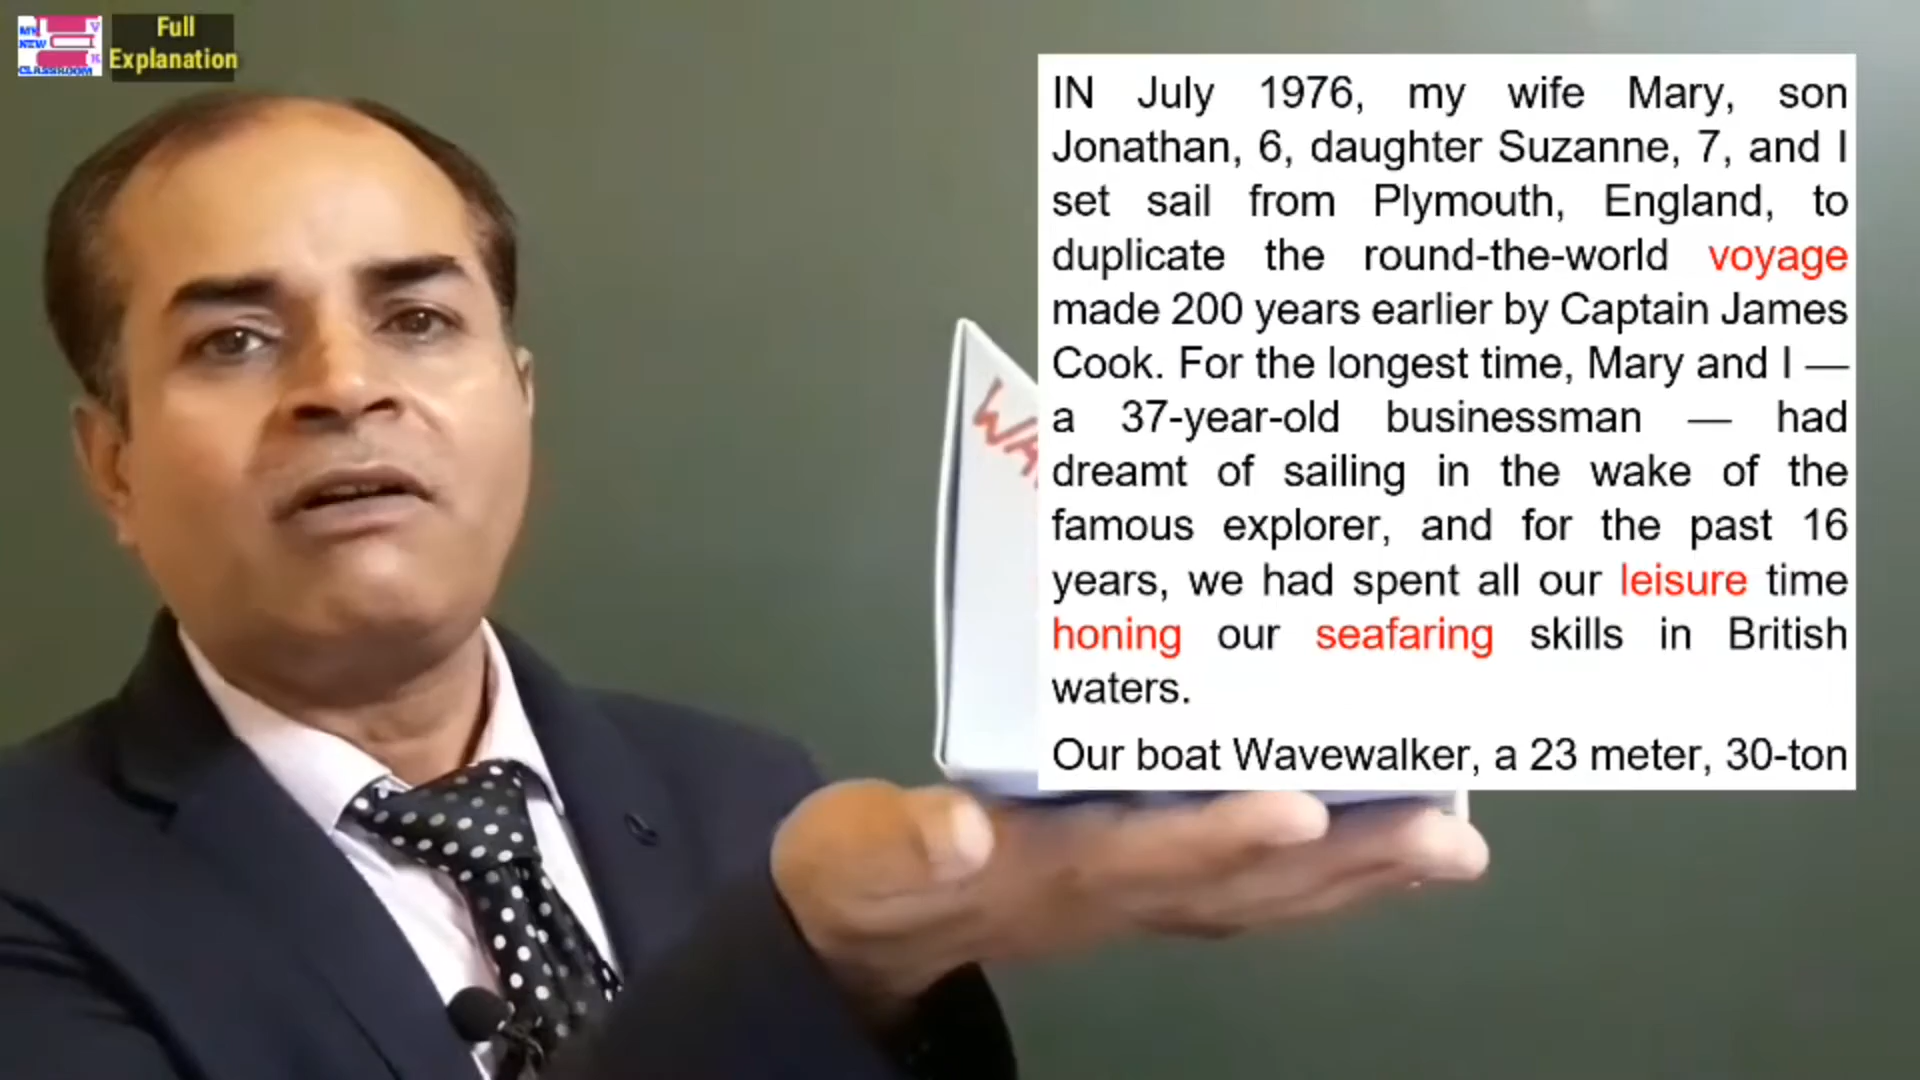 MY
NEW
CLASSROOM
V
K
Full
Explanation
IN July 1976, my wife Mary, son
Jonathan, 6, daughter Suzanne, 7, and I
set sail from Plymouth, England, to
duplicate the round-the-world voyage
made 200 years earlier by Captain James
Cook. For the longest time, Mary and I —
a 37-year-old businessman — had
dreamt of sailing in the wake of the
famous explorer, and for the past 16
years, we had spent all our leisure time
honing our seafaring skills in British
waters.
Our boat Wavewalker, a 23 meter, 30-ton
WA